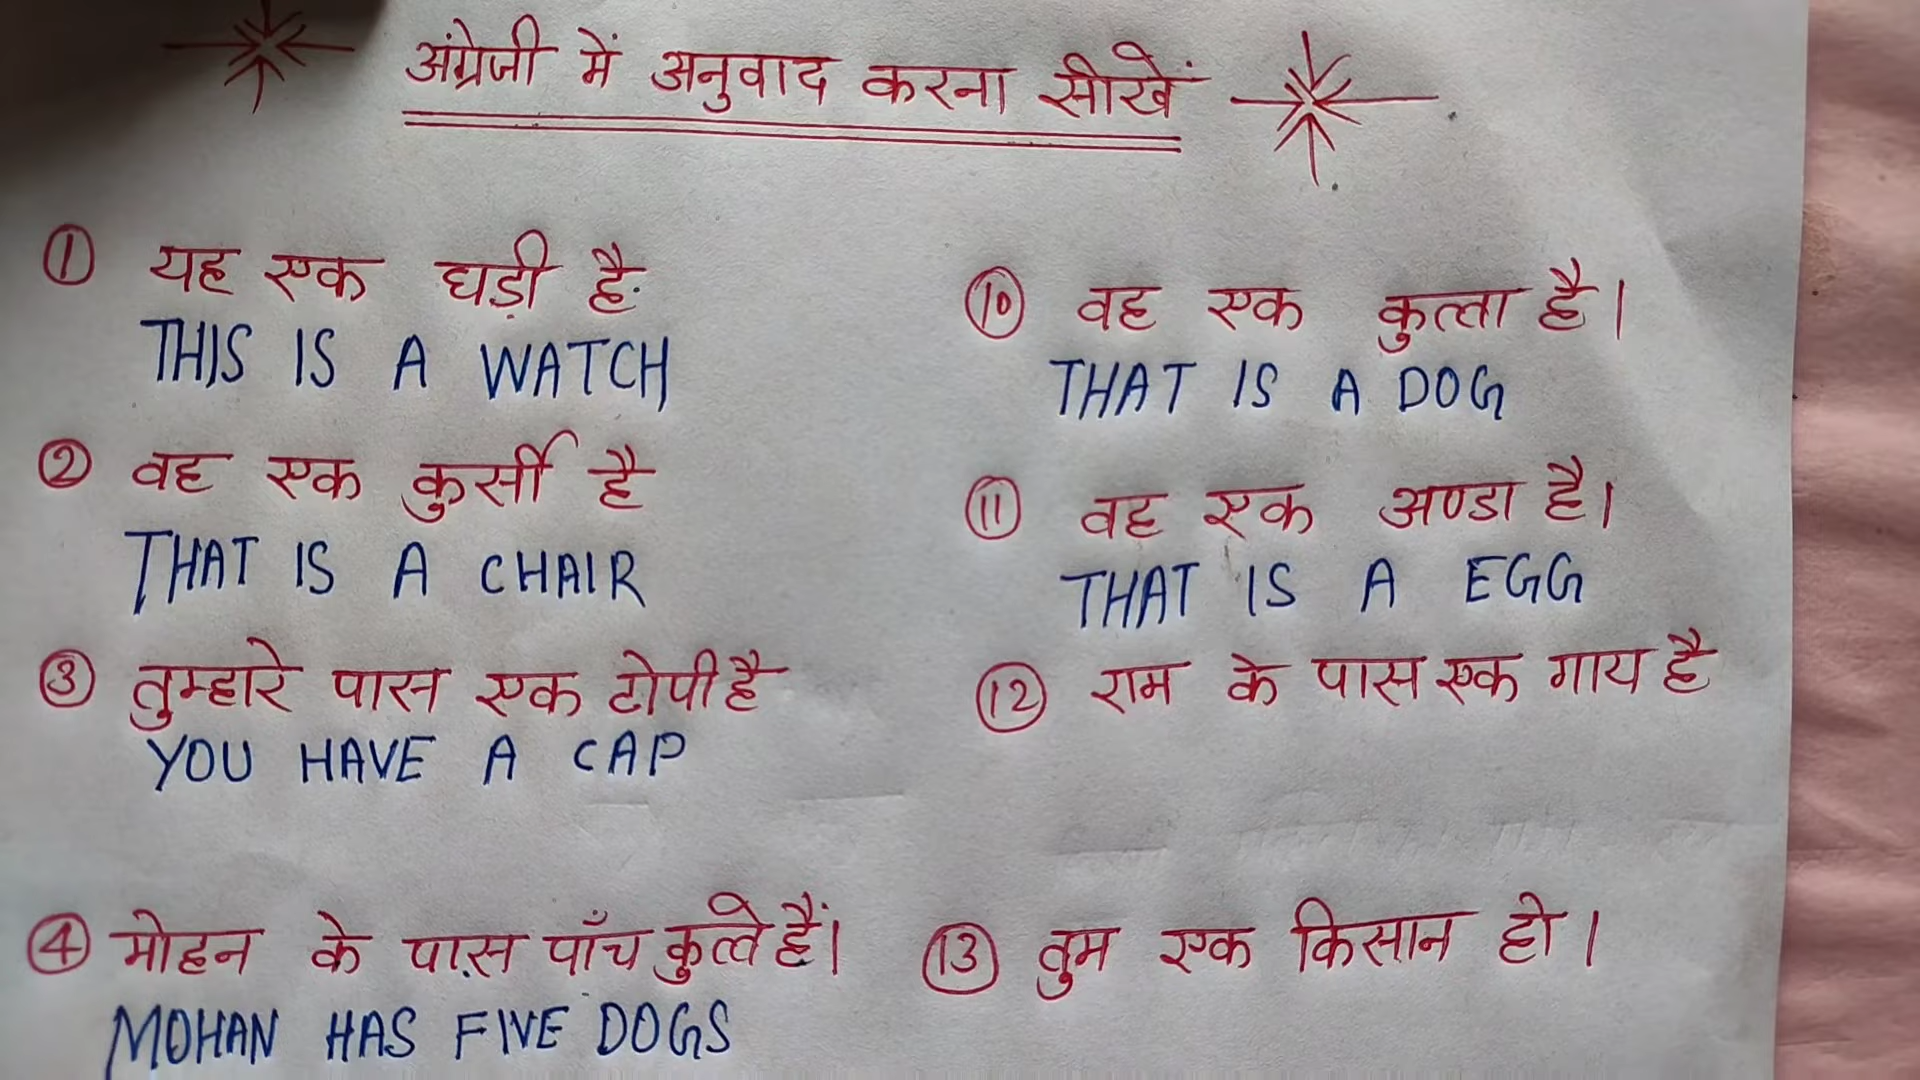 अंग्रेजी में अनुवाद करना सीखें
① यह एक घड़ी है
THIS IS A WATCH
② वह एक कुर्सी है
THAT IS A CHAIR
③ तुम्हारे पास एक टोपी है
YOU HAVE A CAP
④ मोहन के पास पाँच कुत्ते हैं।
MOHAN HAS FIVE DOGS
⑩ वह एक कुत्ता है।
THAT IS A DOG
⑪ वह एक अण्डा है।
THAT IS A EGG
⑫ राम के पास एक गाय है
⑬ तुम एक किसान हो।